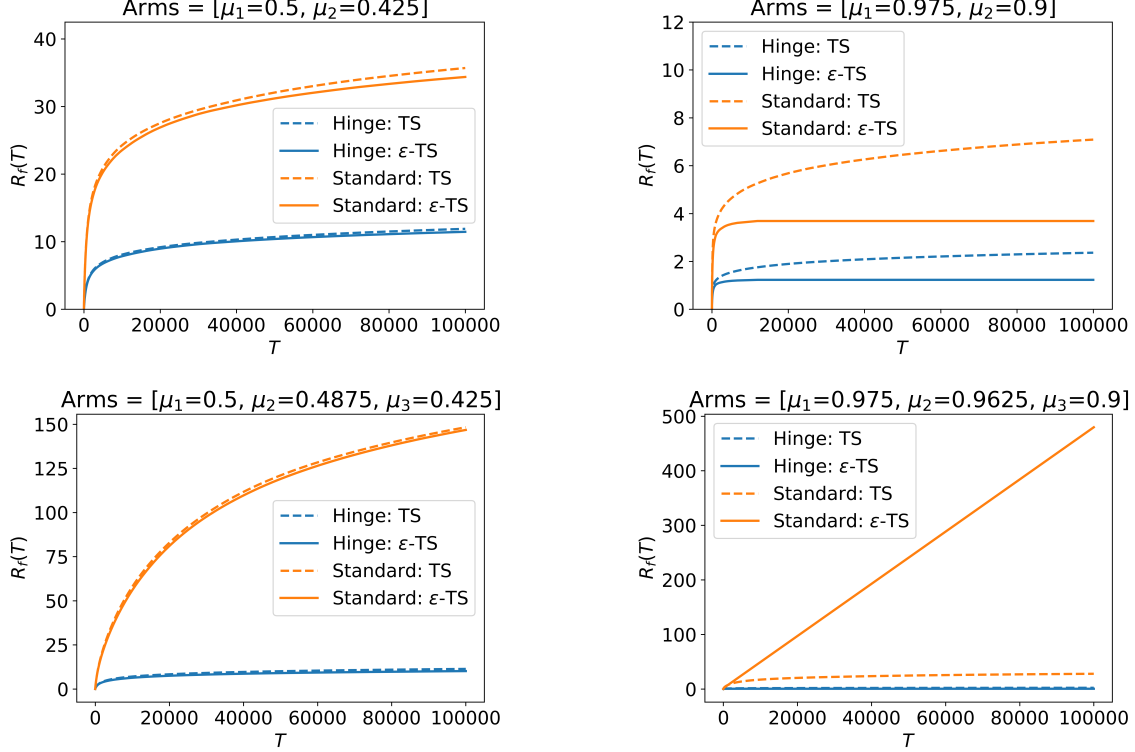 Arms = [μ₁=0.5, μ₂=0.425]
40
30
20
10
0
R_f(T)
Hinge: TS
Hinge: ε-TS
Standard: TS
Standard: ε-TS
0 20000 40000 60000 80000 100000
T
Arms = [μ₁=0.975, μ₂=0.9]
12
10
8
6
4
2
0
R_f(T)
Hinge: TS
Hinge: ε-TS
Standard: TS
Standard: ε-TS
0 20000 40000 60000 80000 100000
T
Arms = [μ₁=0.5, μ₂=0.4875, μ₃=0.425]
150
125
100
75
50
25
0
R_f(T)
Hinge: TS
Hinge: ε-TS
Standard: TS
Standard: ε-TS
0 20000 40000 60000 80000 100000
T
Arms = [μ₁=0.975, μ₂=0.9625, μ₃=0.9]
500
400
300
200
100
0
R_f(T)
Hinge: TS
Hinge: ε-TS
Standard: TS
Standard: ε-TS
0 20000 40000 60000 80000 100000
T